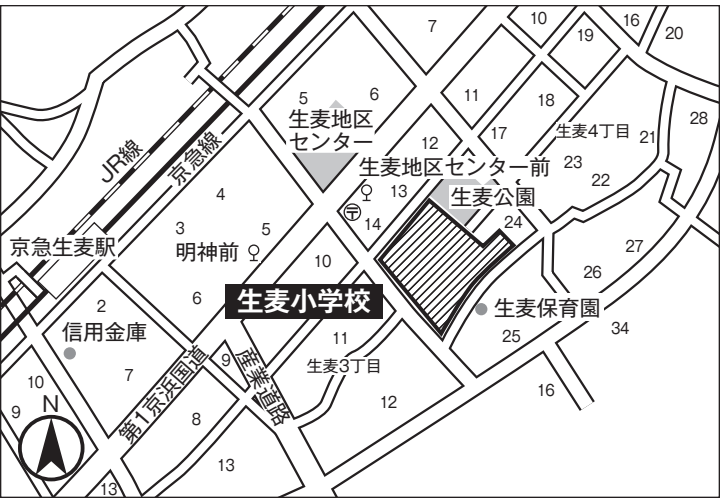 7
10
16
19
20
5
6
11
18
28
生麦地区
センター
12
17
生麦4丁目
21
JR線
京急線
生麦地区センター前
23
22
13
生麦公園
4
〒
14
24
3
5
京急生麦駅
明神前
10
27
26
2
6
生麦小学校
生麦保育園
信用金庫
11
25
34
7
第1京浜国道
9
産業道路
生麦3丁目
10
16
9
N
8
12
13
13